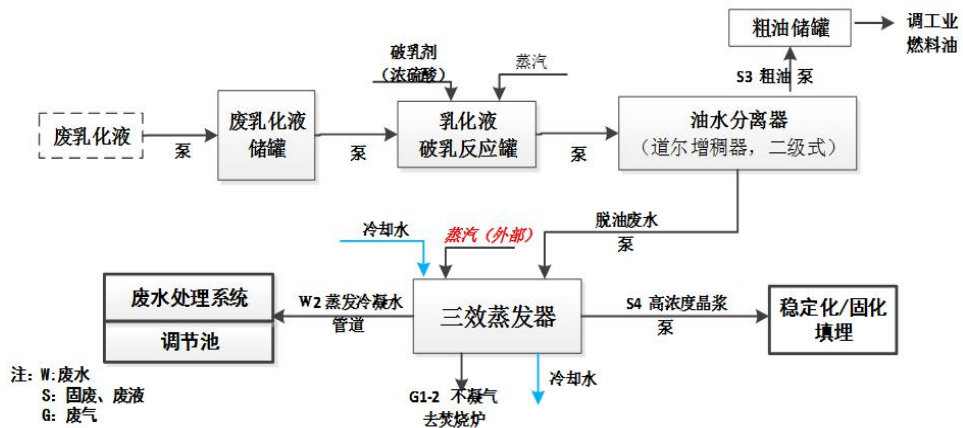 粗油储罐
调工业
燃料油
S3 粗油 泵
破乳剂
（浓硫酸）
蒸汽
废乳化液
泵
废乳化液
储罐
泵
乳化液
破乳反应罐
泵
油水分离器
（道尔增稠器，二级式）
冷却水
蒸汽（外部）
脱油废水
泵
废水处理系统
调节池
W2 蒸发冷凝水
管道
三效蒸发器
S4 高浓度晶浆
泵
稳定化/固化
填埋
注：W:废水
S：固废、废液
G：废气
G1-2 不凝气
去焚烧炉
冷却水